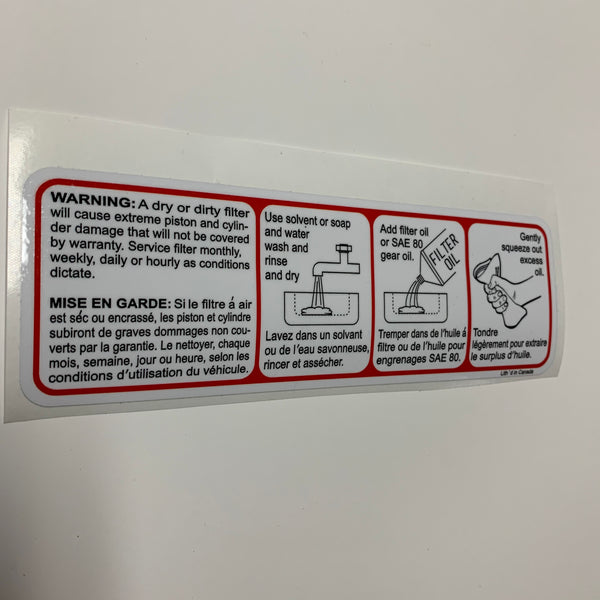 WARNING: A dry or dirty filter
will cause extreme piston and cylin-
der damage that will not be covered
by warranty. Service filter monthly,
weekly, daily or hourly as conditions
dictate.
MISE EN GARDE: Si le filtre á air
est séc ou encrassé, les piston et cylindre
subiront de graves dommages non cou-
verts par la garantie. Le nettoyer, chaque
mois, semaine, jour ou heure, selon les
conditions d'utilisation du véhicule.
Use solvent or soap
and water
wash and
rinse
and dry
Lavez dans un solvant
ou de l'eau savonneuse,
rincer et assécher.
Add filter oil
or SAE 80
gear oil.
FILTER
OIL
Tremper dans de l'huile á
filtre ou de l'huile pour
engrenages SAE 80.
Gently
squeeze out
excess
oil.
Tondre
légèrement pour extraire
le surplus d'huile.
Lith'd in Canada